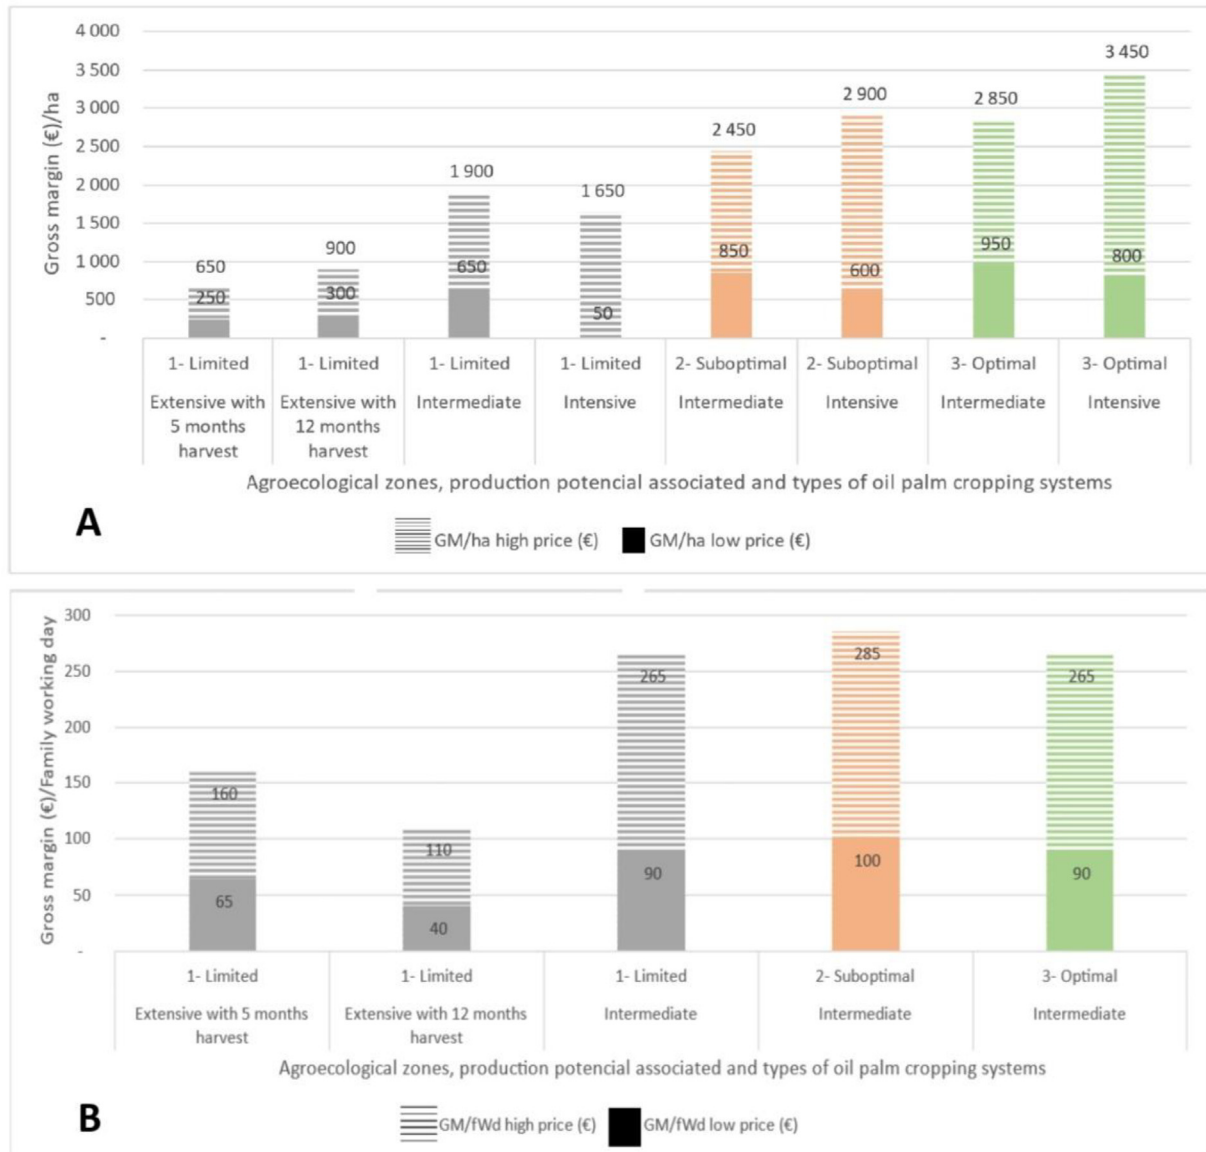 4 000
3 500
3 000
2 500
2 000
1 500
1 000
500
-
Gross margin (€)/ha
650
250
900
300
1 900
650
1 650
50
2 450
850
2 900
600
2 850
950
3 450
800
1- Limited 1- Limited 1- Limited 1- Limited 2- Suboptimal 2- Suboptimal 3- Optimal 3- Optimal
Extensive with Extensive with Intermediate Intensive Intermediate Intensive Intermediate Intensive
5 months 12 months
harvest harvest
Agroecological zones, production potencial associated and types of oil palm cropping systems
A
GM/ha high price (€) GM/ha low price (€)
300
250
200
150
100
50
-
Gross margin (€)/Family working day
160
65
110
40
265
90
285
100
265
90
1- Limited 1- Limited 1- Limited 2- Suboptimal 3- Optimal
Extensive with 5 months Extensive with 12 months Intermediate Intermediate Intermediate
harvest harvest
Agroecological zones, production potencial associated and types of oil palm cropping systems
B
GM/fWd high price (€) GM/fWd low price (€)